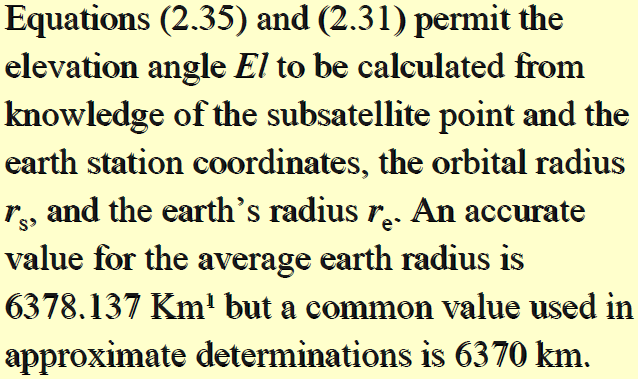 Equations (2.35) and (2.31) permit the
elevation angle El to be calculated from
knowledge of the subsatellite point and the
earth station coordinates, the orbital radius
rₛ, and the earth’s radius rₑ. An accurate
value for the average earth radius is
6378.137 Km¹ but a common value used in
approximate determinations is 6370 km.